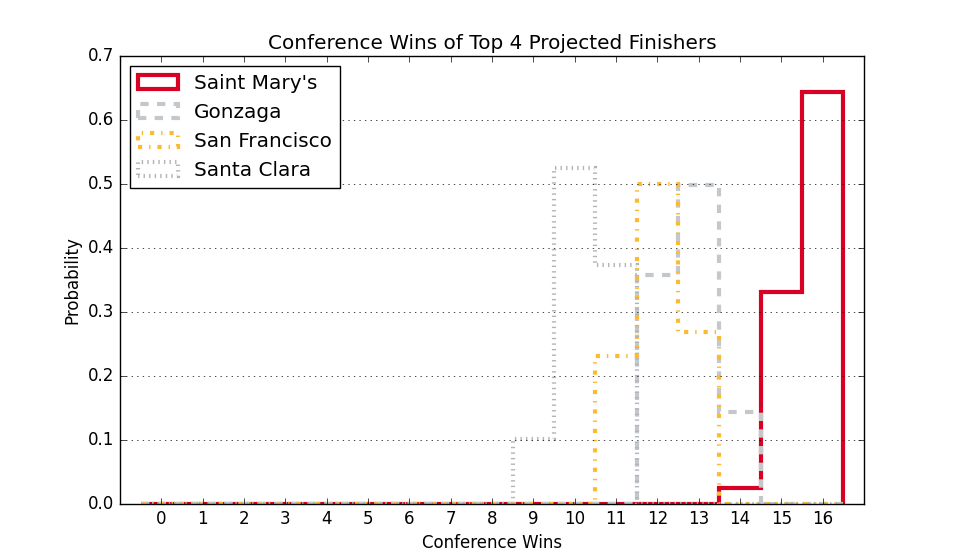 Conference Wins of Top 4 Projected Finishers
0.7
0.6
0.5
0.4
0.3
0.2
0.1
0.0
Probability
Saint Mary's
Gonzaga
San Francisco
Santa Clara
0 1 2 3 4 5 6 7 8 9 10 11 12 13 14 15 16
Conference Wins